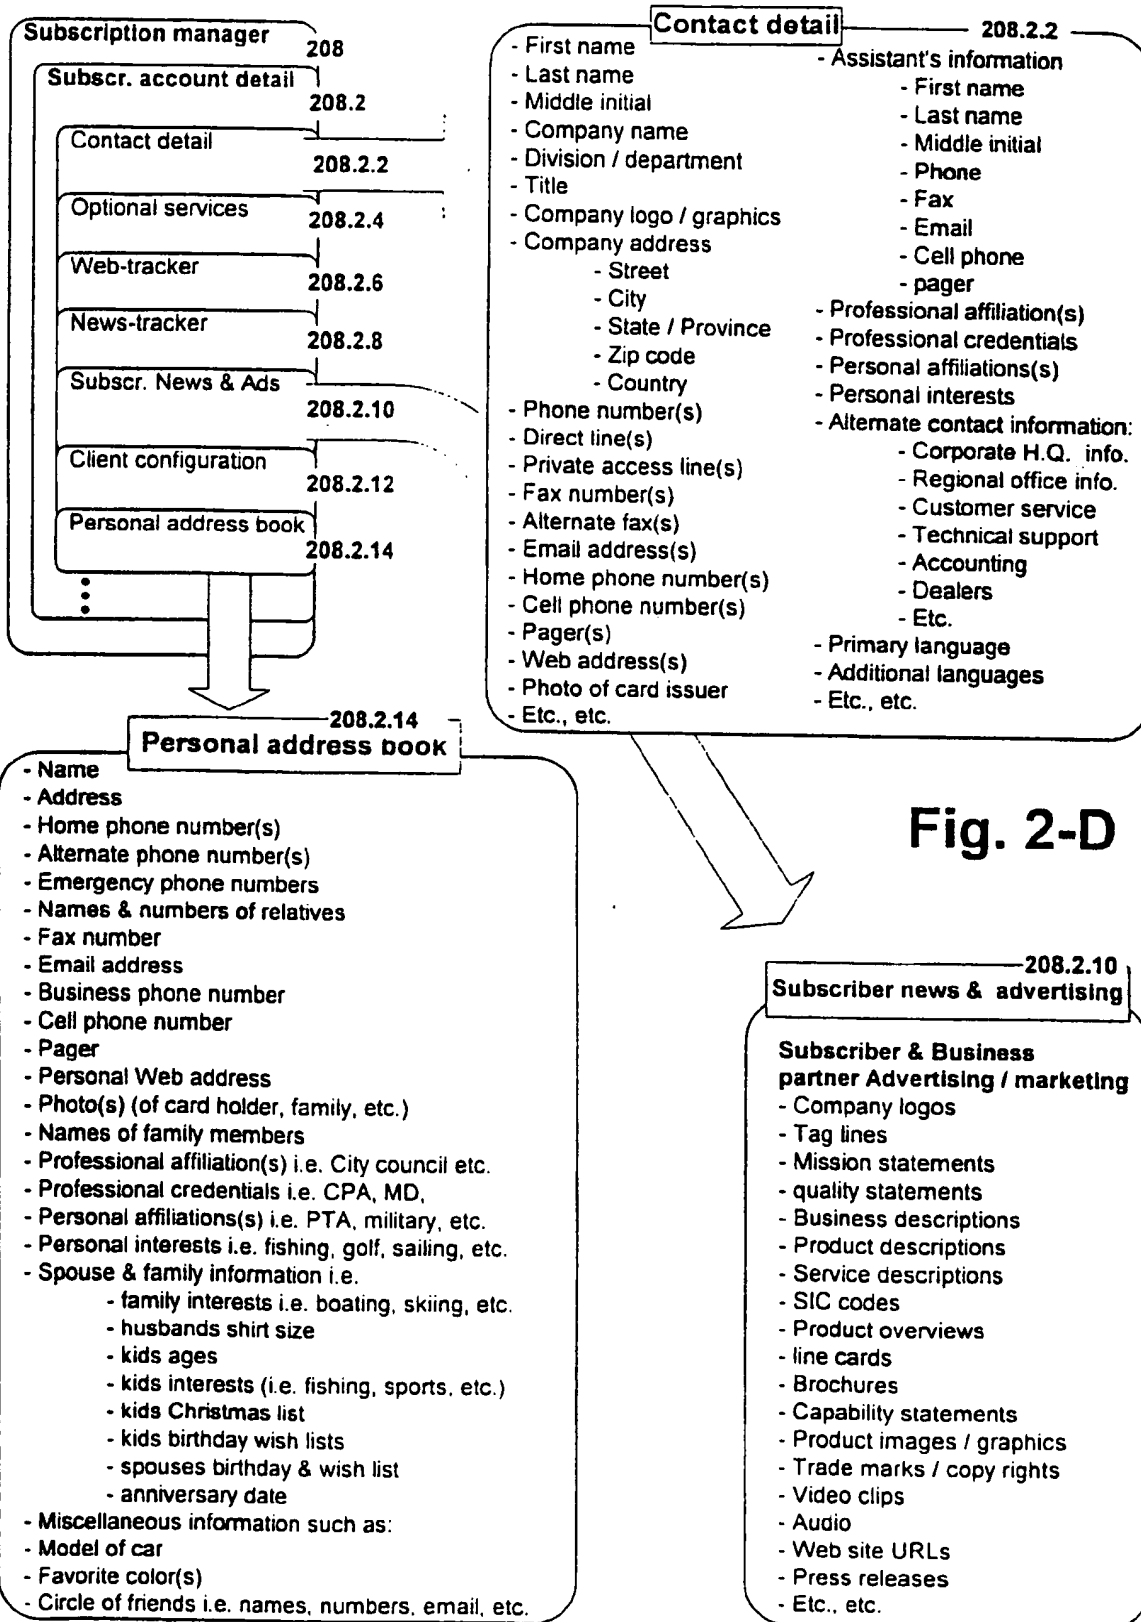 Subscription manager
208
Subscr. account detail
208.2
Contact detail
208.2.2
Optional services
208.2.4
Web-tracker
208.2.6
News-tracker
208.2.8
Subscr. News & Ads
208.2.10
Client configuration
208.2.12
Personal address book
208.2.14
Contact detail
208.2.2
- First name
- Last name
- Middle initial
- Company name
- Division / department
- Title
- Company logo / graphics
- Company address
- Street
- City
- State / Province
- Zip code
- Country
- Phone number(s)
- Direct line(s)
- Private access line(s)
- Fax number(s)
- Alternate fax(s)
- Email address(s)
- Home phone number(s)
- Cell phone number(s)
- Pager(s)
- Web address(s)
- Photo of card issuer
- Etc., etc.
- Assistant's information
- First name
- Last name
- Middle initial
- Phone
- Fax
- Email
- Cell phone
- pager
- Professional affiliation(s)
- Professional credentials
- Personal affiliations(s)
- Personal interests
- Alternate contact information:
- Corporate H.Q. info.
- Regional office info.
- Customer service
- Technical support
- Accounting
- Dealers
- Etc.
- Primary language
- Additional languages
- Etc., etc.
208.2.14
Personal address book
- Name
- Address
- Home phone number(s)
- Alternate phone number(s)
- Emergency phone numbers
- Names & numbers of relatives
- Fax number
- Email address
- Business phone number
- Cell phone number
- Pager
- Personal Web address
- Photo(s) (of card holder, family, etc.)
- Names of family members
- Professional affiliation(s) i.e. City council etc.
- Professional credentials i.e. CPA, MD,
- Personal affiliations(s) i.e. PTA, military, etc.
- Personal interests i.e. fishing, golf, sailing, etc.
- Spouse & family information i.e.
- family interests i.e. boating, skiing, etc.
- husbands shirt size
- kids ages
- kids interests (i.e. fishing, sports, etc.)
- kids Christmas list
- kids birthday wish lists
- spouses birthday & wish list
- anniversary date
- Miscellaneous information such as:
- Model of car
- Favorite color(s)
- Circle of friends i.e. names, numbers, email, etc.
Fig. 2-D
208.2.10
Subscriber news & advertising
Subscriber & Business
partner Advertising / marketing
- Company logos
- Tag lines
- Mission statements
- quality statements
- Business descriptions
- Product descriptions
- Service descriptions
- SIC codes
- Product overviews
- line cards
- Brochures
- Capability statements
- Product images / graphics
- Trade marks / copy rights
- Video clips
- Audio
- Web site URLs
- Press releases
- Etc., etc.